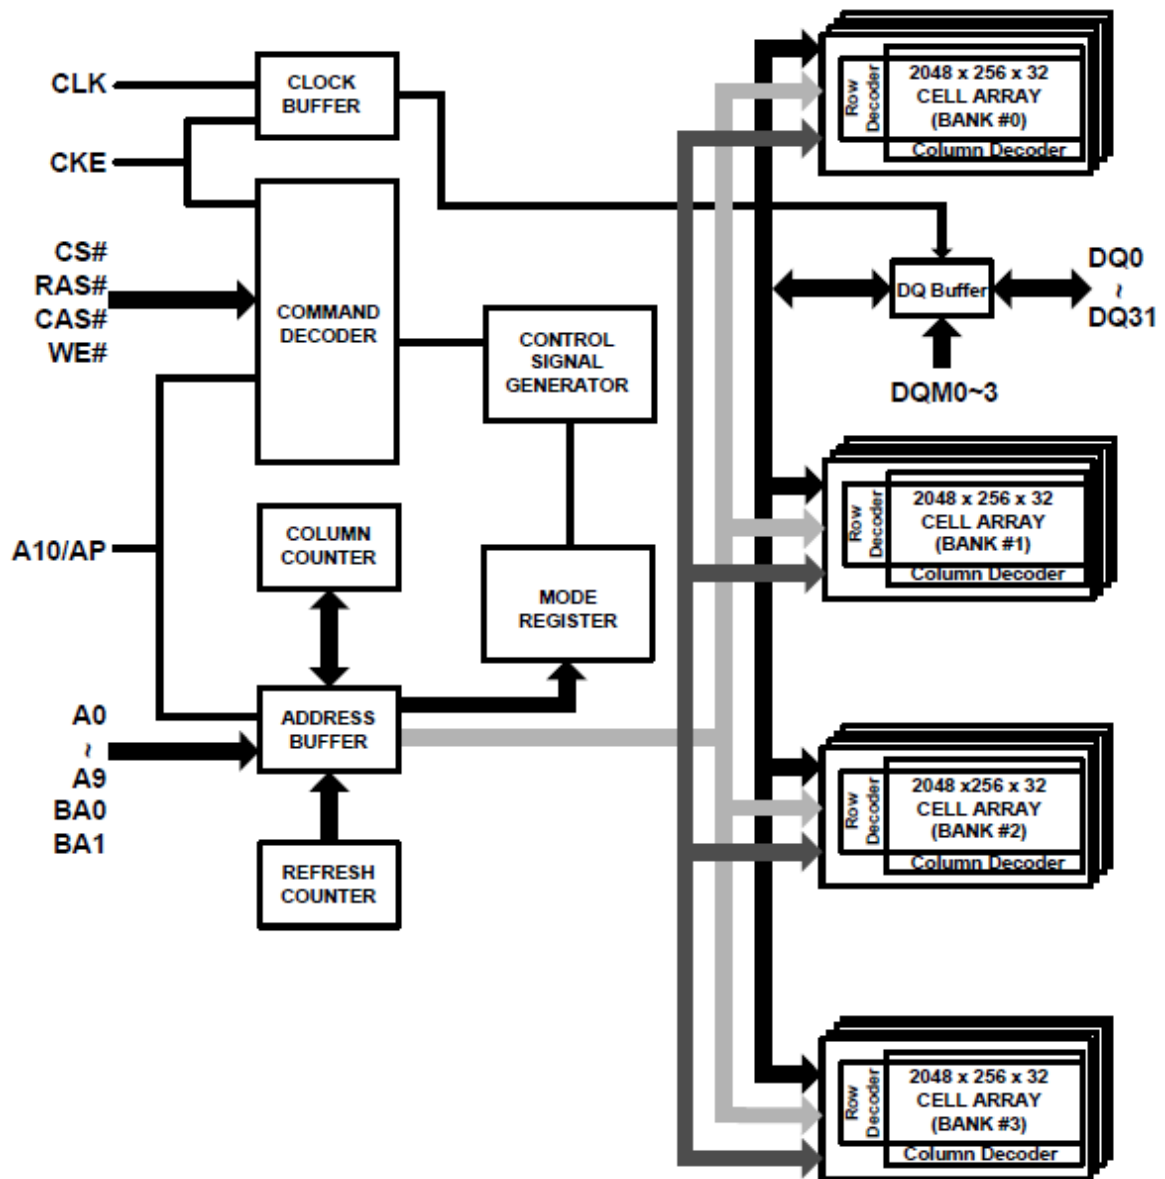 CLK
CLOCK
BUFFER
CKE
CS#
RAS#
CAS#
WE#
COMMAND
DECODER
CONTROL
SIGNAL
GENERATOR
A10/AP
COLUMN
COUNTER
MODE
REGISTER
A0
~
A9
BA0
BA1
ADDRESS
BUFFER
REFRESH
COUNTER
Row
Decoder
2048 x 256 x 32
CELL ARRAY
(BANK #0)
Column Decoder
DQ Buffer
DQ0
~
DQ31
DQM0~3
Row
Decoder
2048 x 256 x 32
CELL ARRAY
(BANK #1)
Column Decoder
Row
Decoder
2048 x256 x 32
CELL ARRAY
(BANK #2)
Column Decoder
Row
Decoder
2048 x 256 x 32
CELL ARRAY
(BANK #3)
Column Decoder